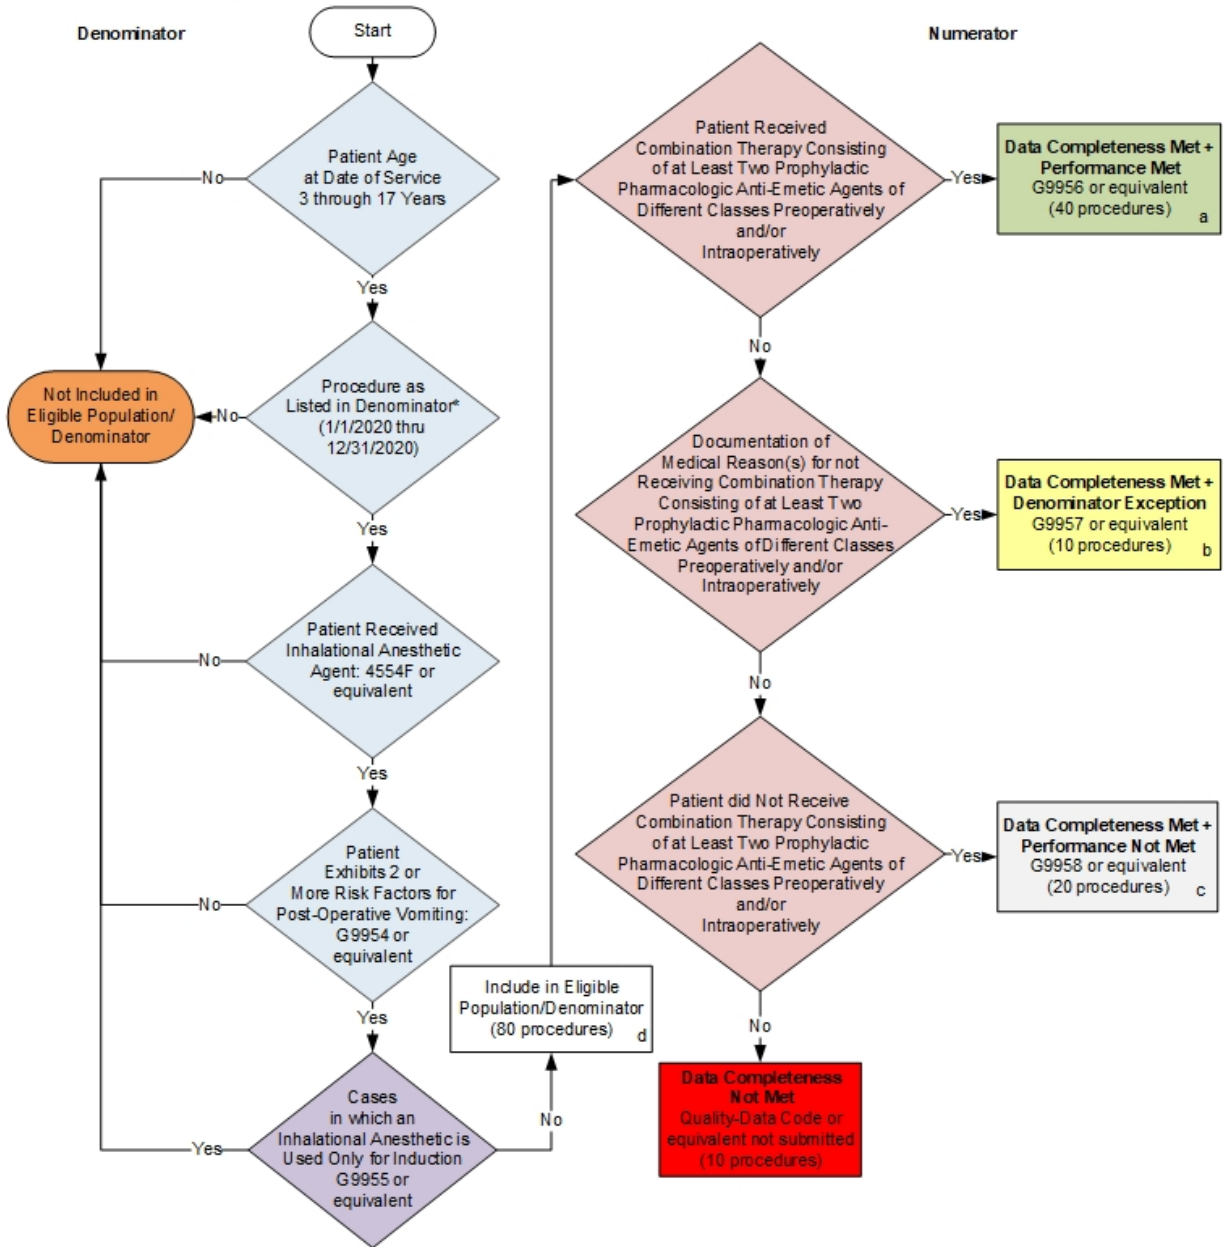 Denominator
Start
Numerator
Patient Age
at Date of Service
3 through 17 Years
No
Yes
Procedure as
Listed in Denominator*
(1/1/2020 thru
12/31/2020)
No
Not Included in
Eligible Population/
Denominator
Yes
Patient Received
Inhalational Anesthetic
Agent: 4554F or
equivalent
No
Yes
Patient
Exhibits 2 or
More Risk Factors for
Post-Operative Vomiting:
G9954 or
equivalent
No
Yes
Cases
in which an
Inhalational Anesthetic is
Used Only for Induction
G9955 or
equivalent
Yes
No
Include in Eligible
Population/Denominator
(80 procedures)
d
Patient Received
Combination Therapy Consisting
of at Least Two Prophylactic
Pharmacologic Anti-Emetic Agents of
Different Classes Preoperatively
and/or
Intraoperatively
Yes
Data Completeness Met +
Performance Met
G9956 or equivalent
(40 procedures)
a
No
Documentation of
Medical Reason(s) for not
Receiving Combination Therapy
Consisting of at Least Two
Prophylactic Pharmacologic Anti-
Emetic Agents of Different Classes
Preoperatively and/or
Intraoperatively
Yes
Data Completeness Met +
Denominator Exception
G9957 or equivalent
(10 procedures)
b
No
Patient did Not Receive
Combination Therapy Consisting
of at Least Two Prophylactic
Pharmacologic Anti-Emetic Agents of
Different Classes Preoperatively
and/or
Intraoperatively
Yes
Data Completeness Met +
Performance Not Met
G9958 or equivalent
(20 procedures)
c
No
Data Completeness
Not Met
Quality-Data Code or
equivalent not submitted
(10 procedures)